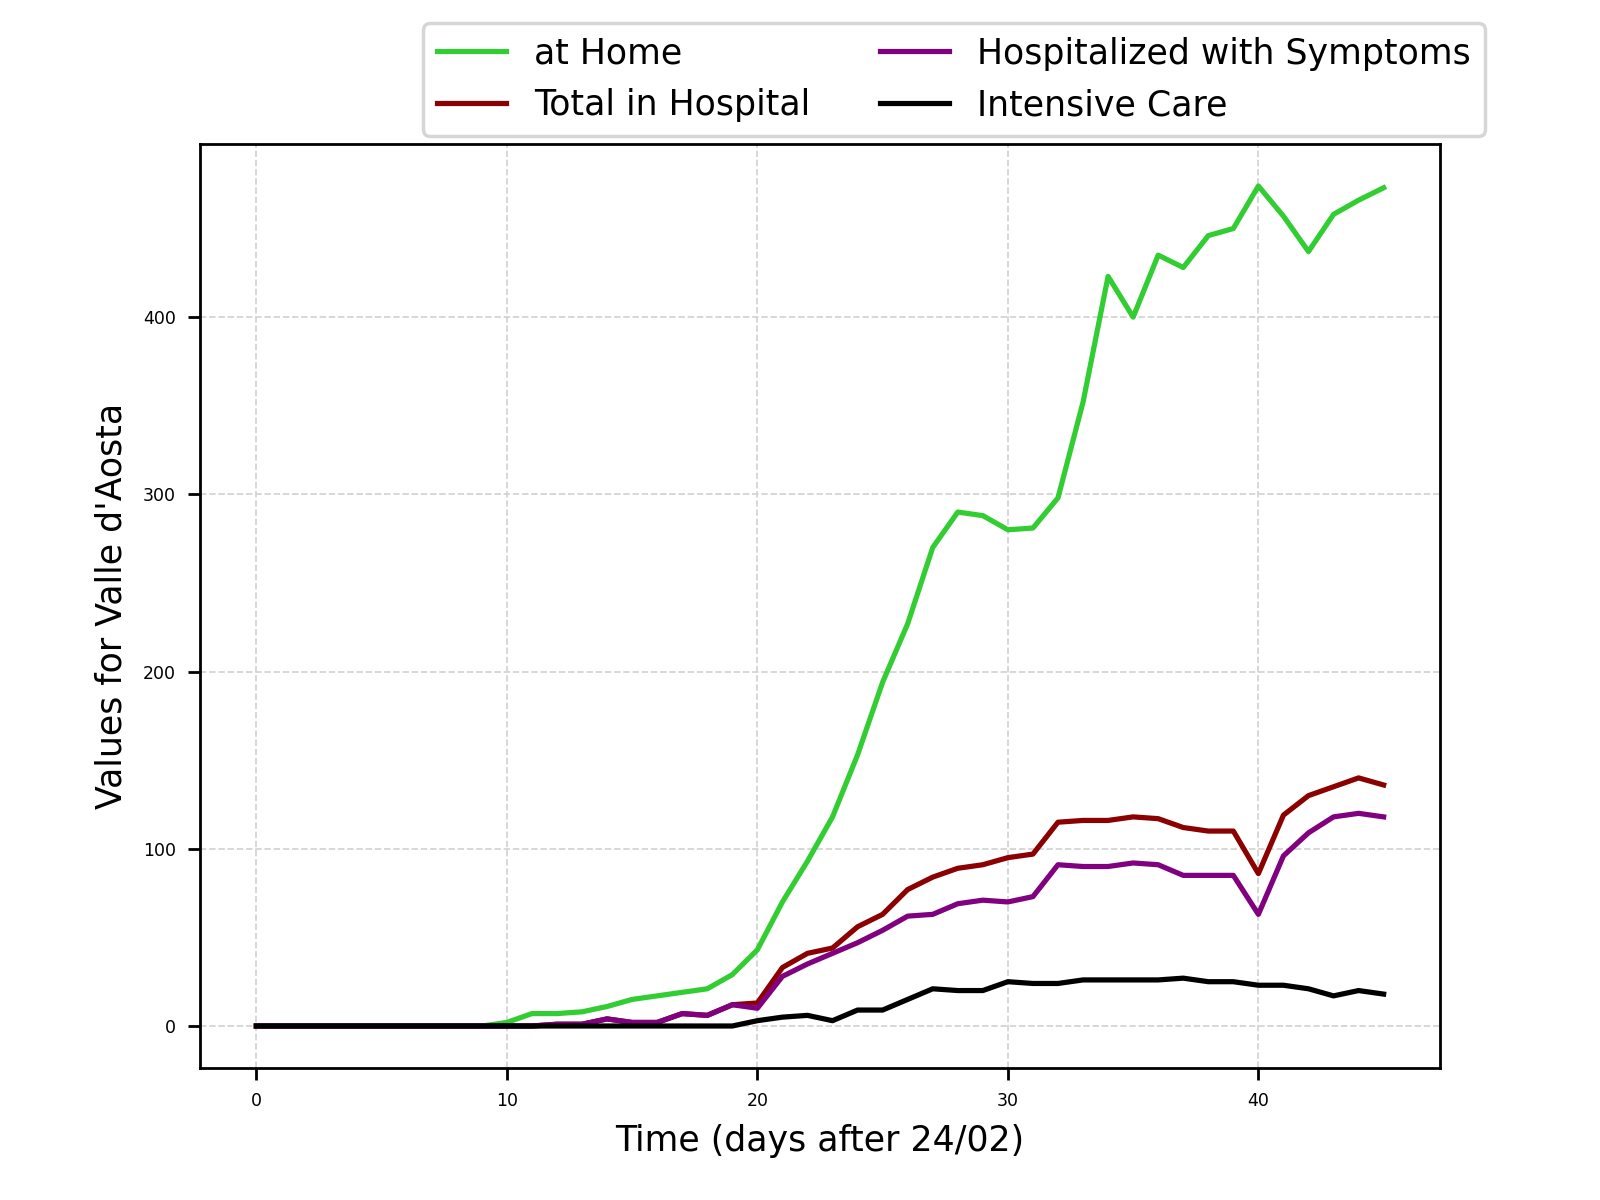 at Home
Hospitalized with Symptoms
Total in Hospital
Intensive Care
Values for Valle d'Aosta
400
300
200
100
0
0 10 20 30 40
Time (days after 24/02)